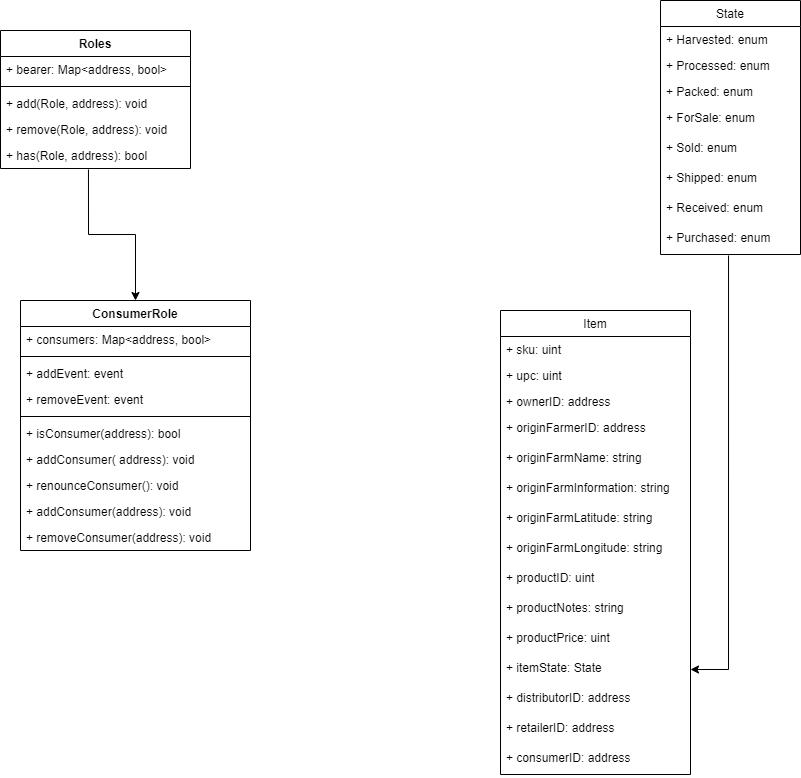 Roles
+ bearer: Map<address, bool>
+ add(Role, address): void
+ remove(Role, address): void
+ has(Role, address): bool
ConsumerRole
+ consumers: Map<address, bool>
+ addEvent: event
+ removeEvent: event
+ isConsumer(address): bool
+ addConsumer( address): void
+ renounceConsumer(): void
+ addConsumer(address): void
+ removeConsumer(address): void
State
+ Harvested: enum
+ Processed: enum
+ Packed: enum
+ ForSale: enum
+ Sold: enum
+ Shipped: enum
+ Received: enum
+ Purchased: enum
Item
+ sku: uint
+ upc: uint
+ ownerID: address
+ originFarmerID: address
+ originFarmName: string
+ originFarmInformation: string
+ originFarmLatitude: string
+ originFarmLongitude: string
+ productID: uint
+ productNotes: string
+ productPrice: uint
+ itemState: State
+ distributorID: address
+ retailerID: address
+ consumerID: address